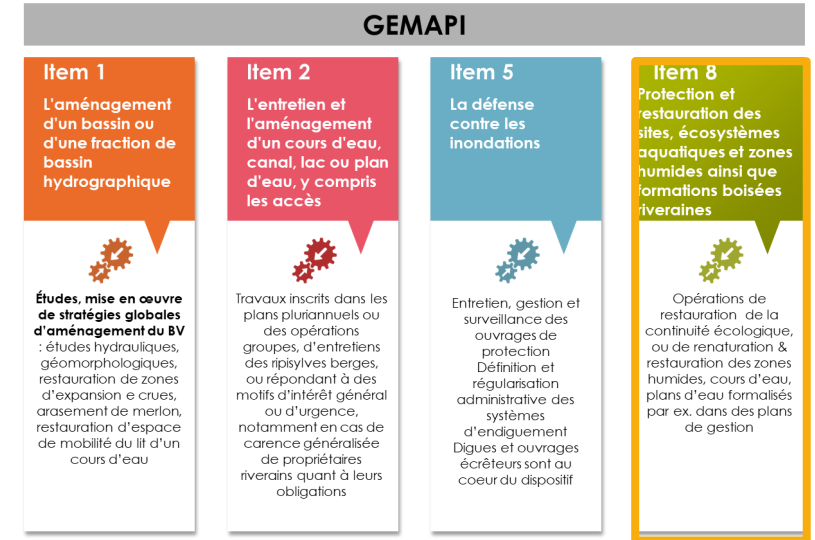 GEMAPI
Item 1
L'aménagement
d'un bassin ou
d'une fraction de
bassin
hydrographique
Études, mise en œuvre
de stratégies globales
d'aménagement du BV
: études hydrauliques,
géomorphologiques,
restauration de zones
d'expansion e crues,
arasement de merlon,
restauration d'espace
de mobilité du lit d'un
cours d'eau
Item 2
L'entretien et
l'aménagement
d'un cours d'eau,
canal, lac ou plan
d'eau, y compris
les accès
Travaux inscrits dans les
plans pluriannuels ou
des opérations
groupes, d'entretiens
des ripisylves berges,
ou répondant à des
motifs d'intérêt général
ou d'urgence,
notamment en cas de
carence généralisée
de propriétaires
riverains quant à leurs
obligations
Item 5
La défense
contre les
inondations
Entretien, gestion et
surveillance des
ouvrages de
protection
Définition et
régularisation
administrative des
systèmes
d'endiguement
Digues et ouvrages
écrêteurs sont au
coeur du dispositif
Item 8
Protection et
restauration des
sites, écosystèmes
aquatiques et zones
humides ainsi que
formations boisées
riveraines
Opérations de
restauration de la
continuité écologique,
ou de renaturation &
restauration des zones
humides, cours d'eau,
plans d'eau formalisés
par ex. dans des plans
de gestion